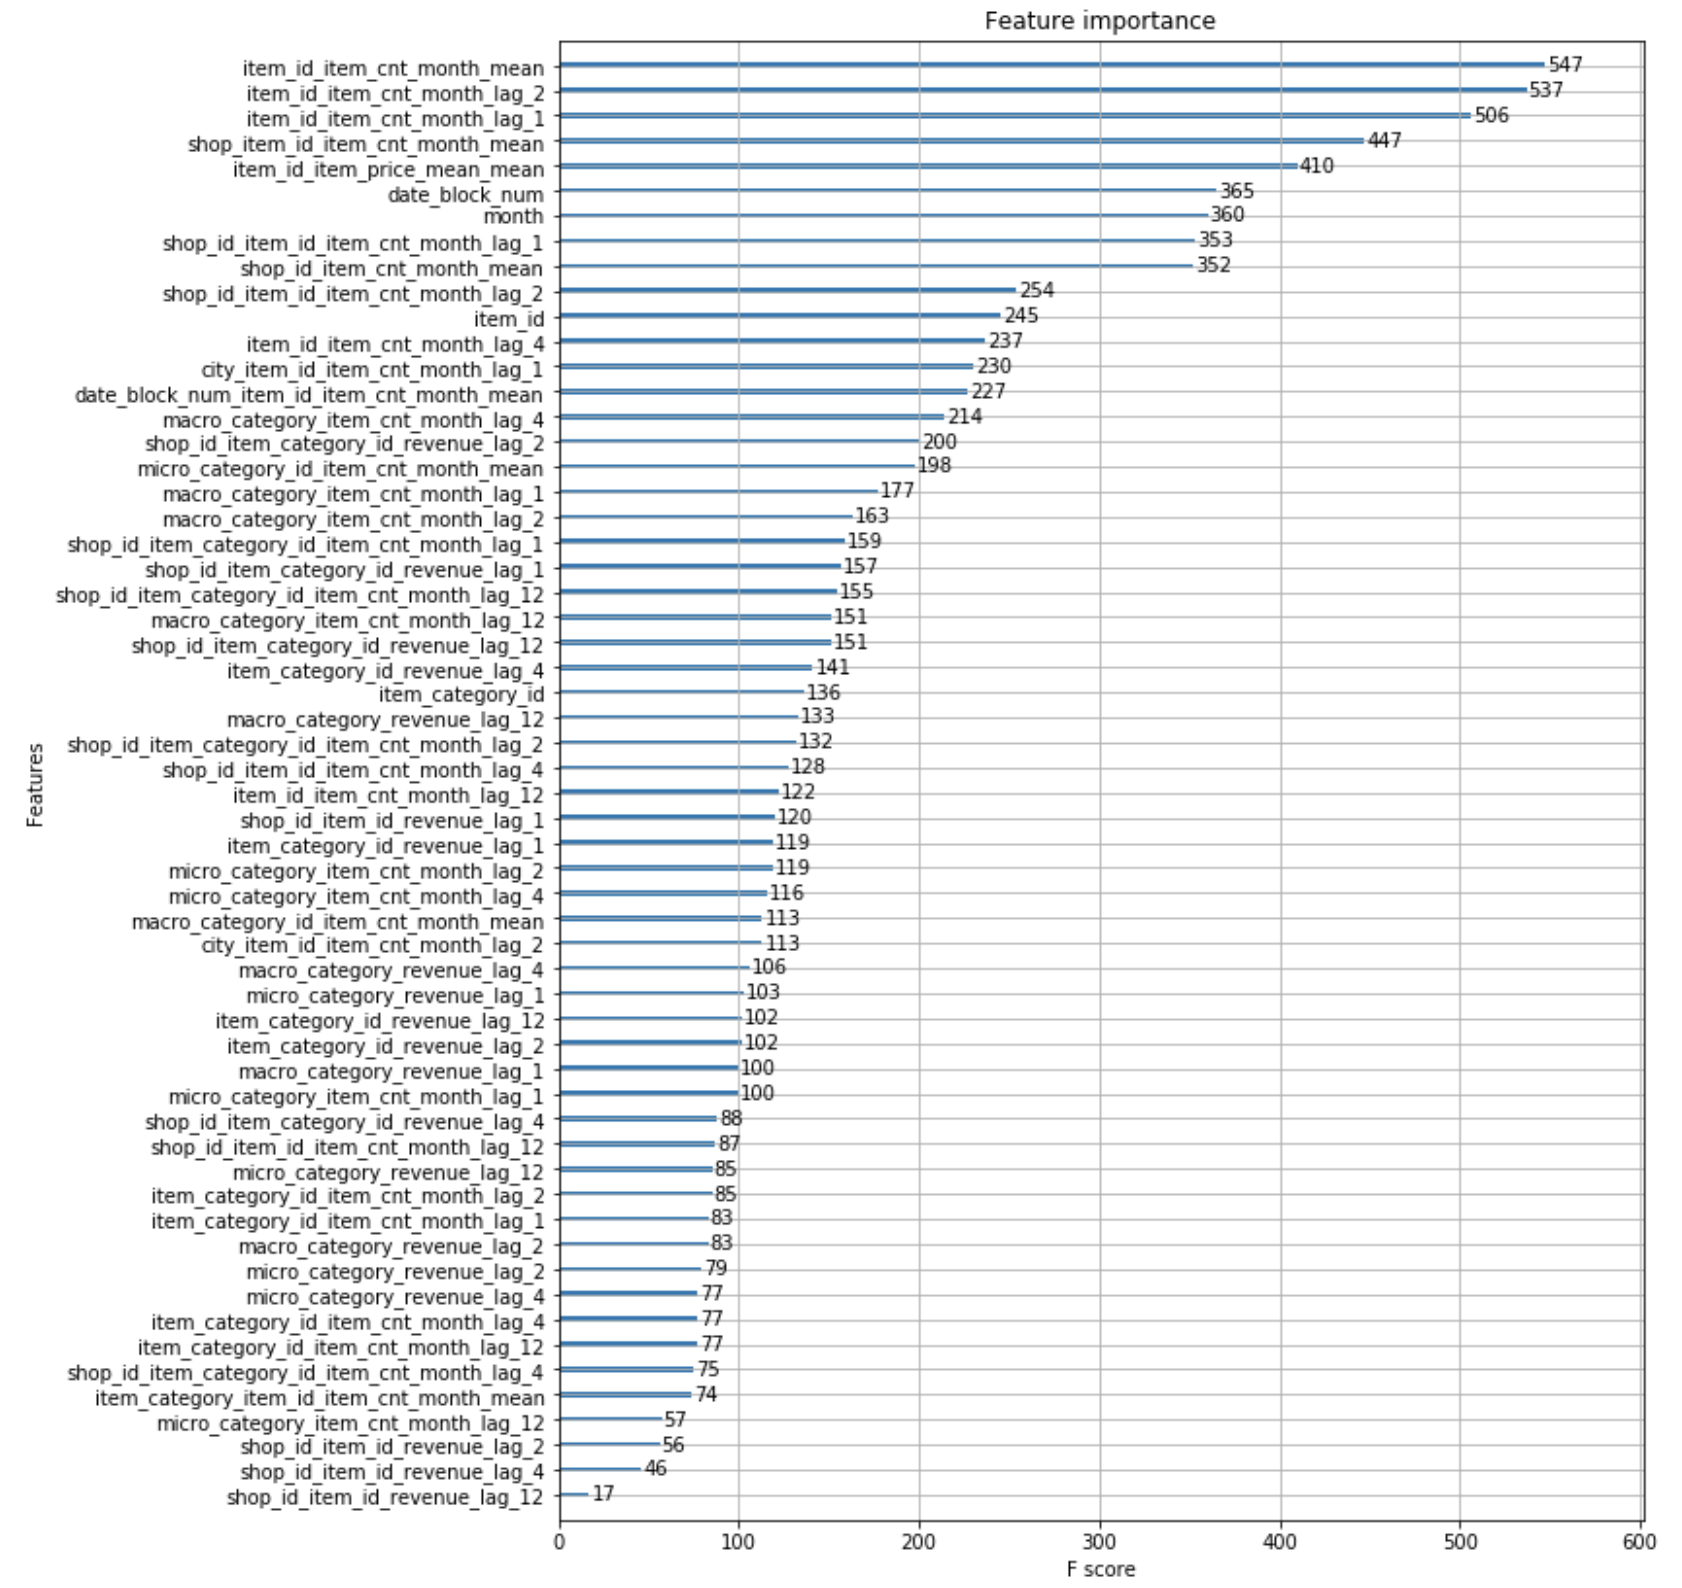 Feature importance
item_id_item_cnt_month_mean 547
item_id_item_cnt_month_lag_2 537
item_id_item_cnt_month_lag_1 506
shop_item_id_item_cnt_month_mean 447
item_id_item_price_mean_mean 410
date_block_num 365
month 360
shop_id_item_id_item_cnt_month_lag_1 353
shop_id_item_cnt_month_mean 352
shop_id_item_id_item_cnt_month_lag_2 254
item_id 245
item_id_item_cnt_month_lag_4 237
city_item_id_item_cnt_month_lag_1 230
date_block_num_item_id_item_cnt_month_mean 227
macro_category_item_cnt_month_lag_4 214
shop_id_item_category_id_revenue_lag_2 200
micro_category_id_item_cnt_month_mean 198
macro_category_item_cnt_month_lag_1 177
macro_category_item_cnt_month_lag_2 163
shop_id_item_category_id_item_cnt_month_lag_1 159
shop_id_item_category_id_revenue_lag_1 157
shop_id_item_category_id_item_cnt_month_lag_12 155
macro_category_item_cnt_month_lag_12 151
shop_id_item_category_id_revenue_lag_12 151
item_category_id_revenue_lag_4 141
item_category_id 136
macro_category_revenue_lag_12 133
shop_id_item_category_id_item_cnt_month_lag_2 132
shop_id_item_id_item_cnt_month_lag_4 128
item_id_item_cnt_month_lag_12 122
shop_id_item_id_revenue_lag_1 120
item_category_id_revenue_lag_1 119
micro_category_item_cnt_month_lag_2 119
micro_category_item_cnt_month_lag_4 116
macro_category_id_item_cnt_month_mean 113
city_item_id_item_cnt_month_lag_2 113
macro_category_revenue_lag_4 106
micro_category_revenue_lag_1 103
item_category_id_revenue_lag_12 102
item_category_id_revenue_lag_2 102
macro_category_revenue_lag_1 100
micro_category_item_cnt_month_lag_1 100
shop_id_item_category_id_revenue_lag_4 88
shop_id_item_id_item_cnt_month_lag_12 87
micro_category_revenue_lag_12 85
item_category_id_item_cnt_month_lag_2 85
item_category_id_item_cnt_month_lag_1 83
macro_category_revenue_lag_2 83
micro_category_revenue_lag_2 79
micro_category_revenue_lag_4 77
item_category_id_item_cnt_month_lag_4 77
item_category_id_item_cnt_month_lag_12 77
shop_id_item_category_id_item_cnt_month_lag_4 75
item_category_item_id_item_cnt_month_mean 74
micro_category_item_cnt_month_lag_12 57
shop_id_item_id_revenue_lag_2 56
shop_id_item_id_revenue_lag_4 46
shop_id_item_id_revenue_lag_12 17
Features
0 100 200 300 400 500 600
F score